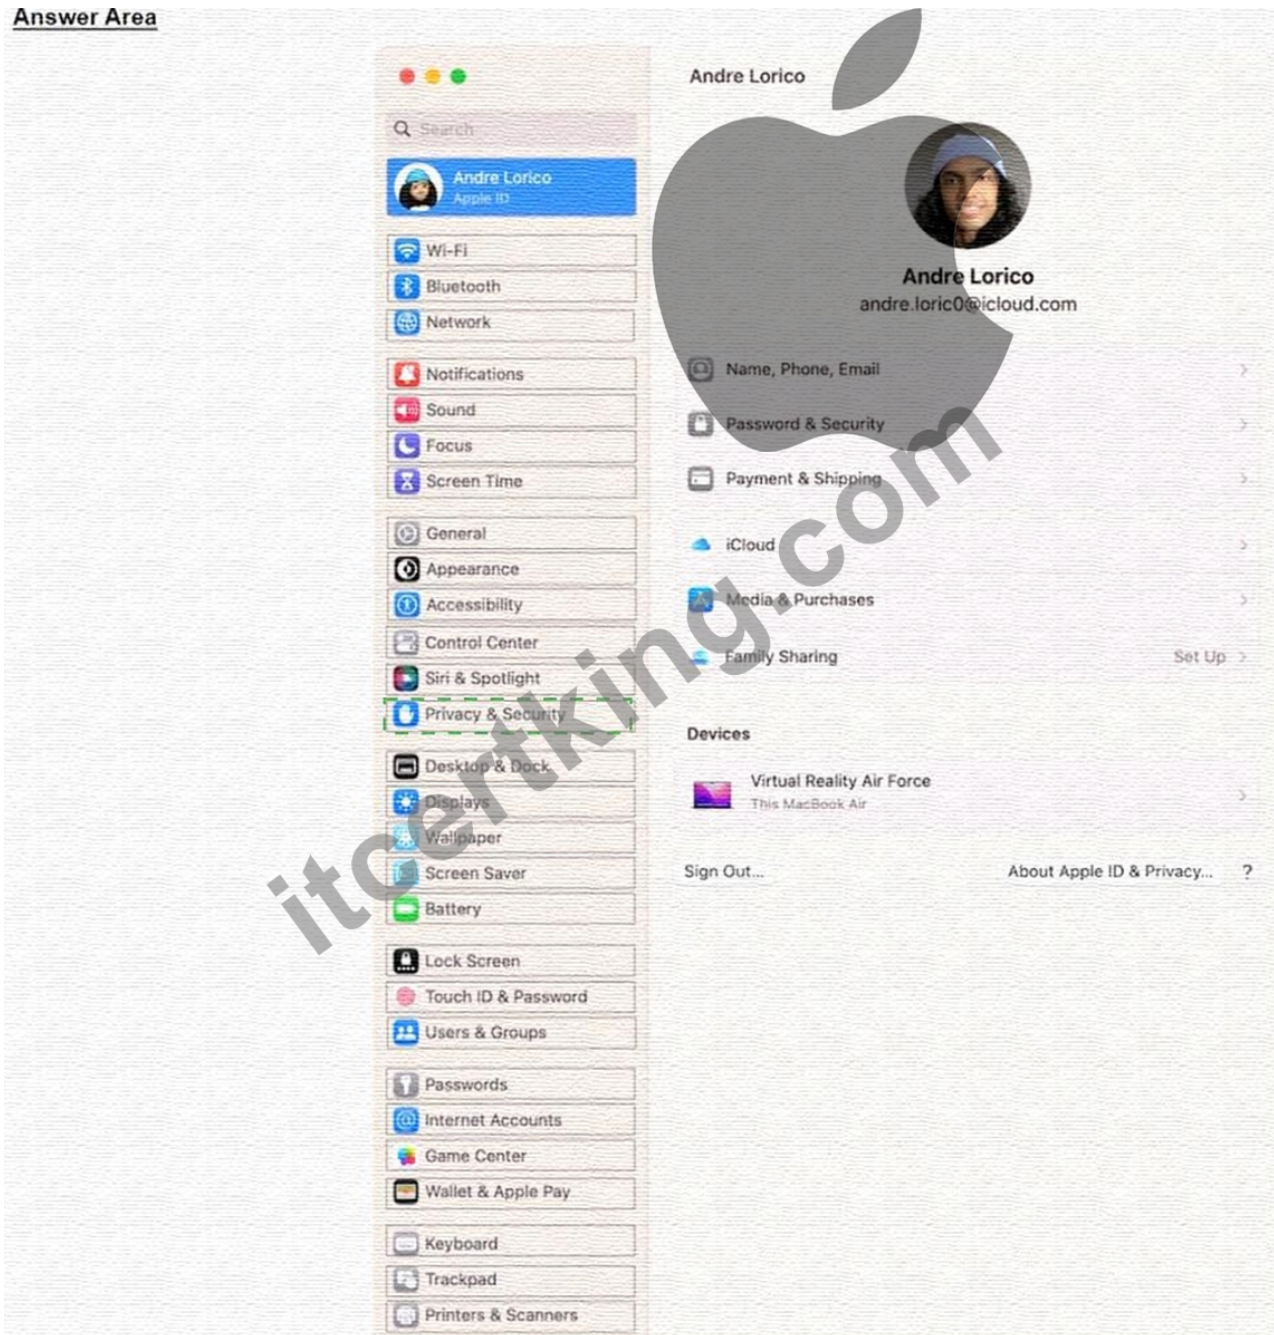 Answer Area
Andre Lorico
Search
Andre Lorico
Apple ID
Wi-Fi
Bluetooth
Network
Notifications
Sound
Focus
Screen Time
General
Appearance
Accessibility
Control Center
Siri & Spotlight
Privacy & Security
Desktop & Dock
Displays
Wallpaper
Screen Saver
Battery
Lock Screen
Touch ID & Password
Users & Groups
Passwords
Internet Accounts
Game Center
Wallet & Apple Pay
Keyboard
Trackpad
Printers & Scanners
Andre Lorico
andre.loric0@icloud.com
Name, Phone, Email
Password & Security
Payment & Shipping
iCloud
Media & Purchases
Family Sharing Set Up
Devices
Virtual Reality Air Force
This MacBook Air
Sign Out... About Apple ID & Privacy... ?
itcertking.com